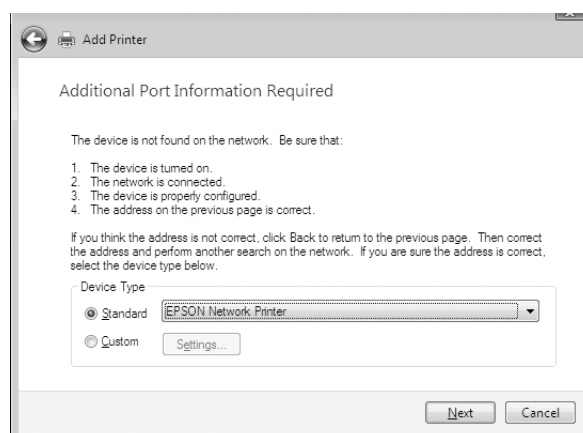 Add Printer
Additional Port Information Required
The device is not found on the network. Be sure that:
1. The device is turned on.
2. The network is connected.
3. The device is properly configured.
4. The address on the previous page is correct.
If you think the address is not correct, click Back to return to the previous page. Then correct
the address and perform another search on the network. If you are sure the address is correct,
select the device type below.
Device Type
Standard EPSON Network Printer
Custom Settings...
Next Cancel